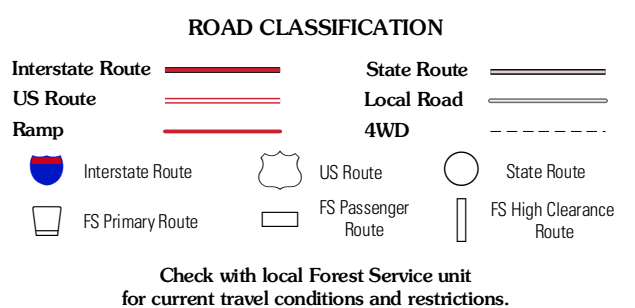 ROAD CLASSIFICATION
Interstate Route
State Route
US Route
Local Road
Ramp
4WD
Interstate Route
US Route
State Route
FS Primary Route
FS Passenger
Route
FS High Clearance
Route
Check with local Forest Service unit
for current travel conditions and restrictions.